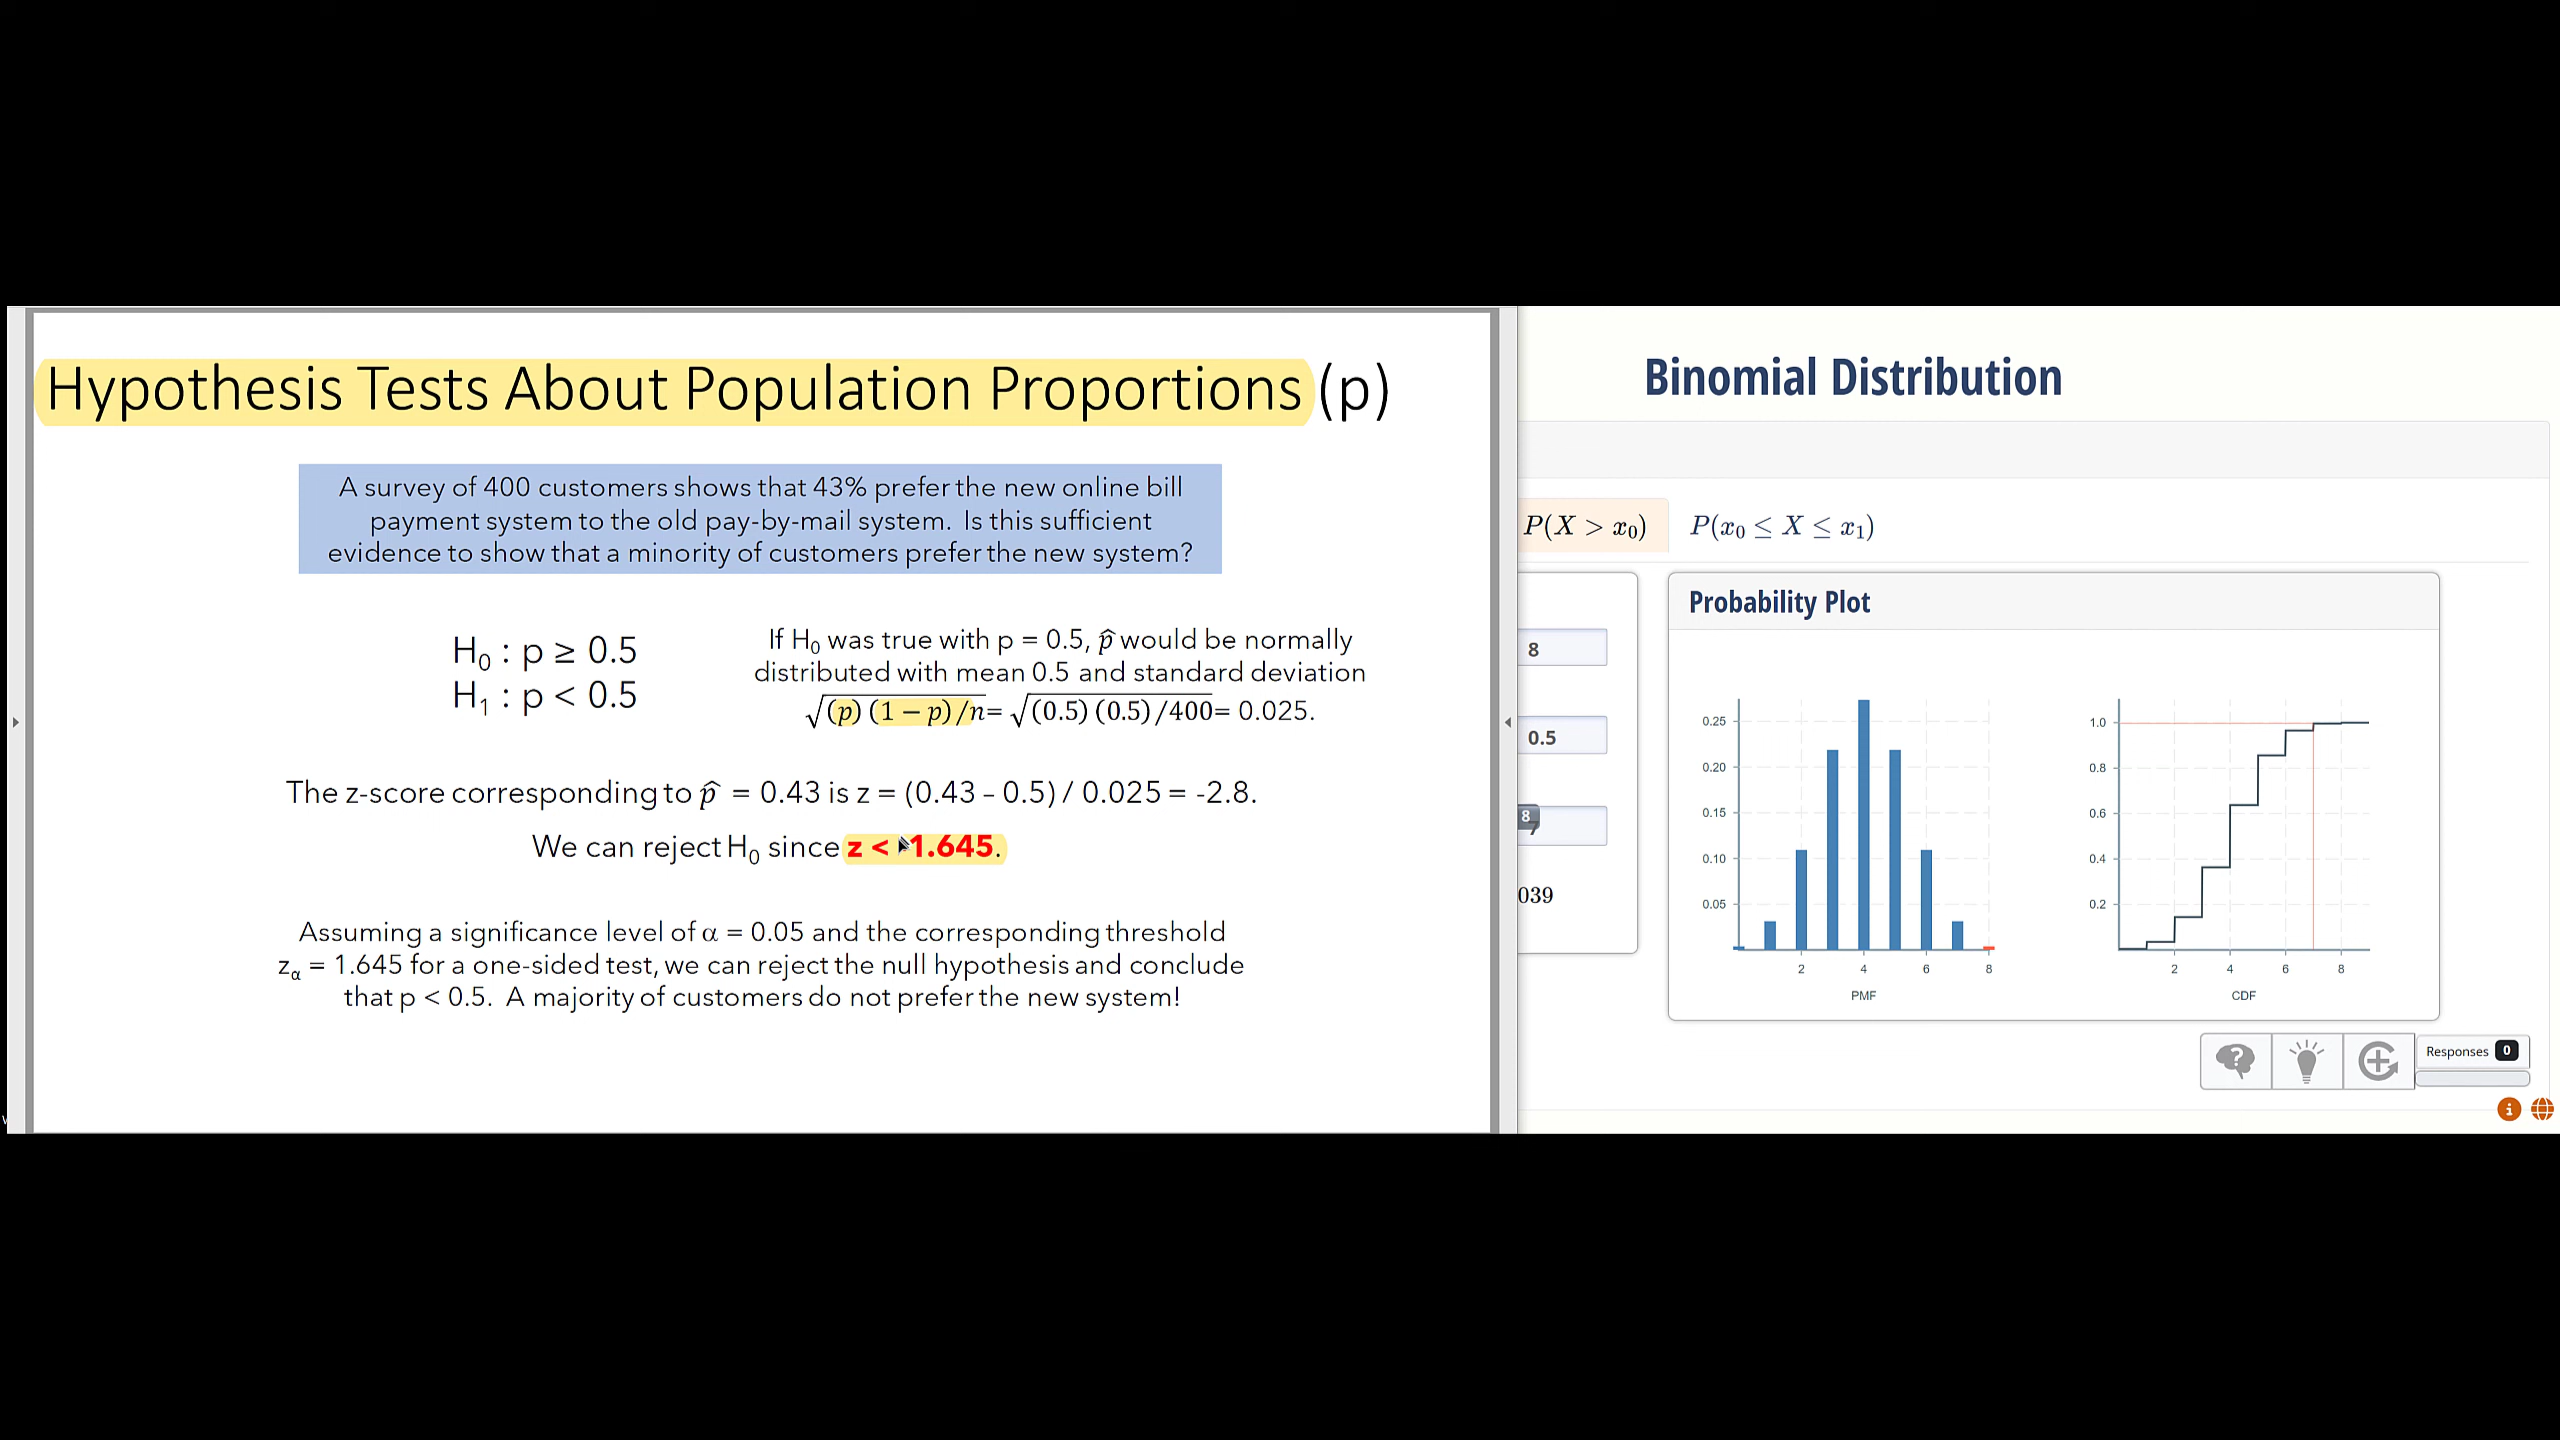 Hypothesis Tests About Population Proportions (p)
A survey of 400 customers shows that 43% prefer the new online bill
payment system to the old pay-by-mail system. Is this sufficient
evidence to show that a minority of customers prefer the new system?
H₀ : p ≥ 0.5
H₁ : p < 0.5
If H₀ was true with p = 0.5, p̂ would be normally
distributed with mean 0.5 and standard deviation
√(p) (1 − p)/n = √(0.5) (0.5)/400 = 0.025.
The z-score corresponding to p̂ = 0.43 is z = (0.43 – 0.5) / 0.025 = -2.8.
We can reject H₀ since z < 1.645.
Assuming a significance level of α = 0.05 and the corresponding threshold
zα = 1.645 for a one-sided test, we can reject the null hypothesis and conclude
that p < 0.5. A majority of customers do not prefer the new system!
Binomial Distribution
P(X > x₀) P(x₀ ≤ X ≤ x₁)
8
0.5
8
7
039
Probability Plot
0.25
0.20
0.15
0.10
0.05
2 4 6 8
PMF
1.0
0.8
0.6
0.4
0.2
2 4 6 8
CDF
Responses 0